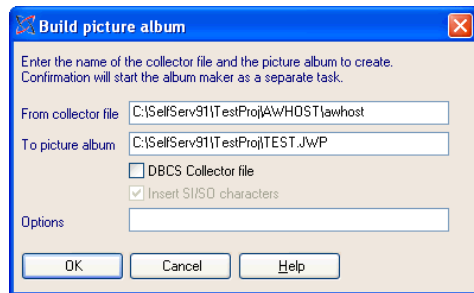 Build picture album
Enter the name of the collector file and the picture album to create.
Confirmation will start the album maker as a separate task.
From collector file C:\SelfServ91\TestProj\AWHOST\awhost
To picture album C:\SelfServ91\TestProj\TEST.JWP
DBCS Collector file
Insert SI/SO characters
Options
OK Cancel Help